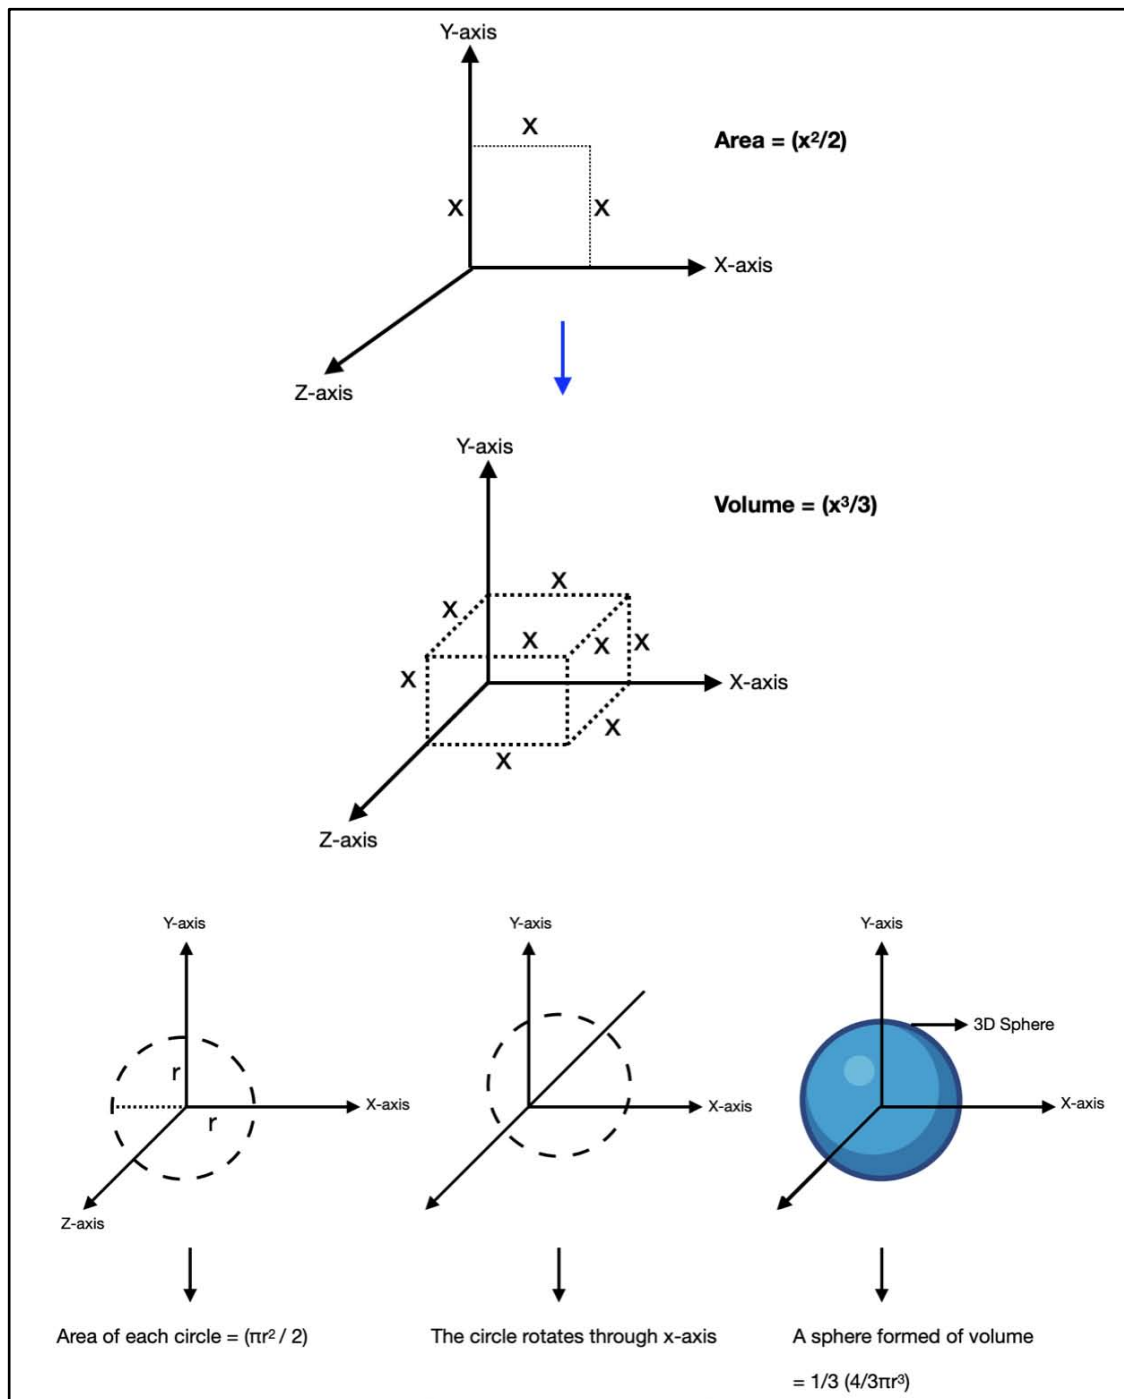 Y-axis
X
Area = (x²/2)
X
X
X-axis
Z-axis
Y-axis
Volume = (x³/3)
X
X
X
X
X
X
X-axis
X
X
Z-axis
Y-axis
r
X-axis
r
Z-axis
Y-axis
X-axis
Y-axis
3D Sphere
X-axis
Area of each circle = (πr² / 2)
The circle rotates through x-axis
A sphere formed of volume
= 1/3 (4/3πr³)